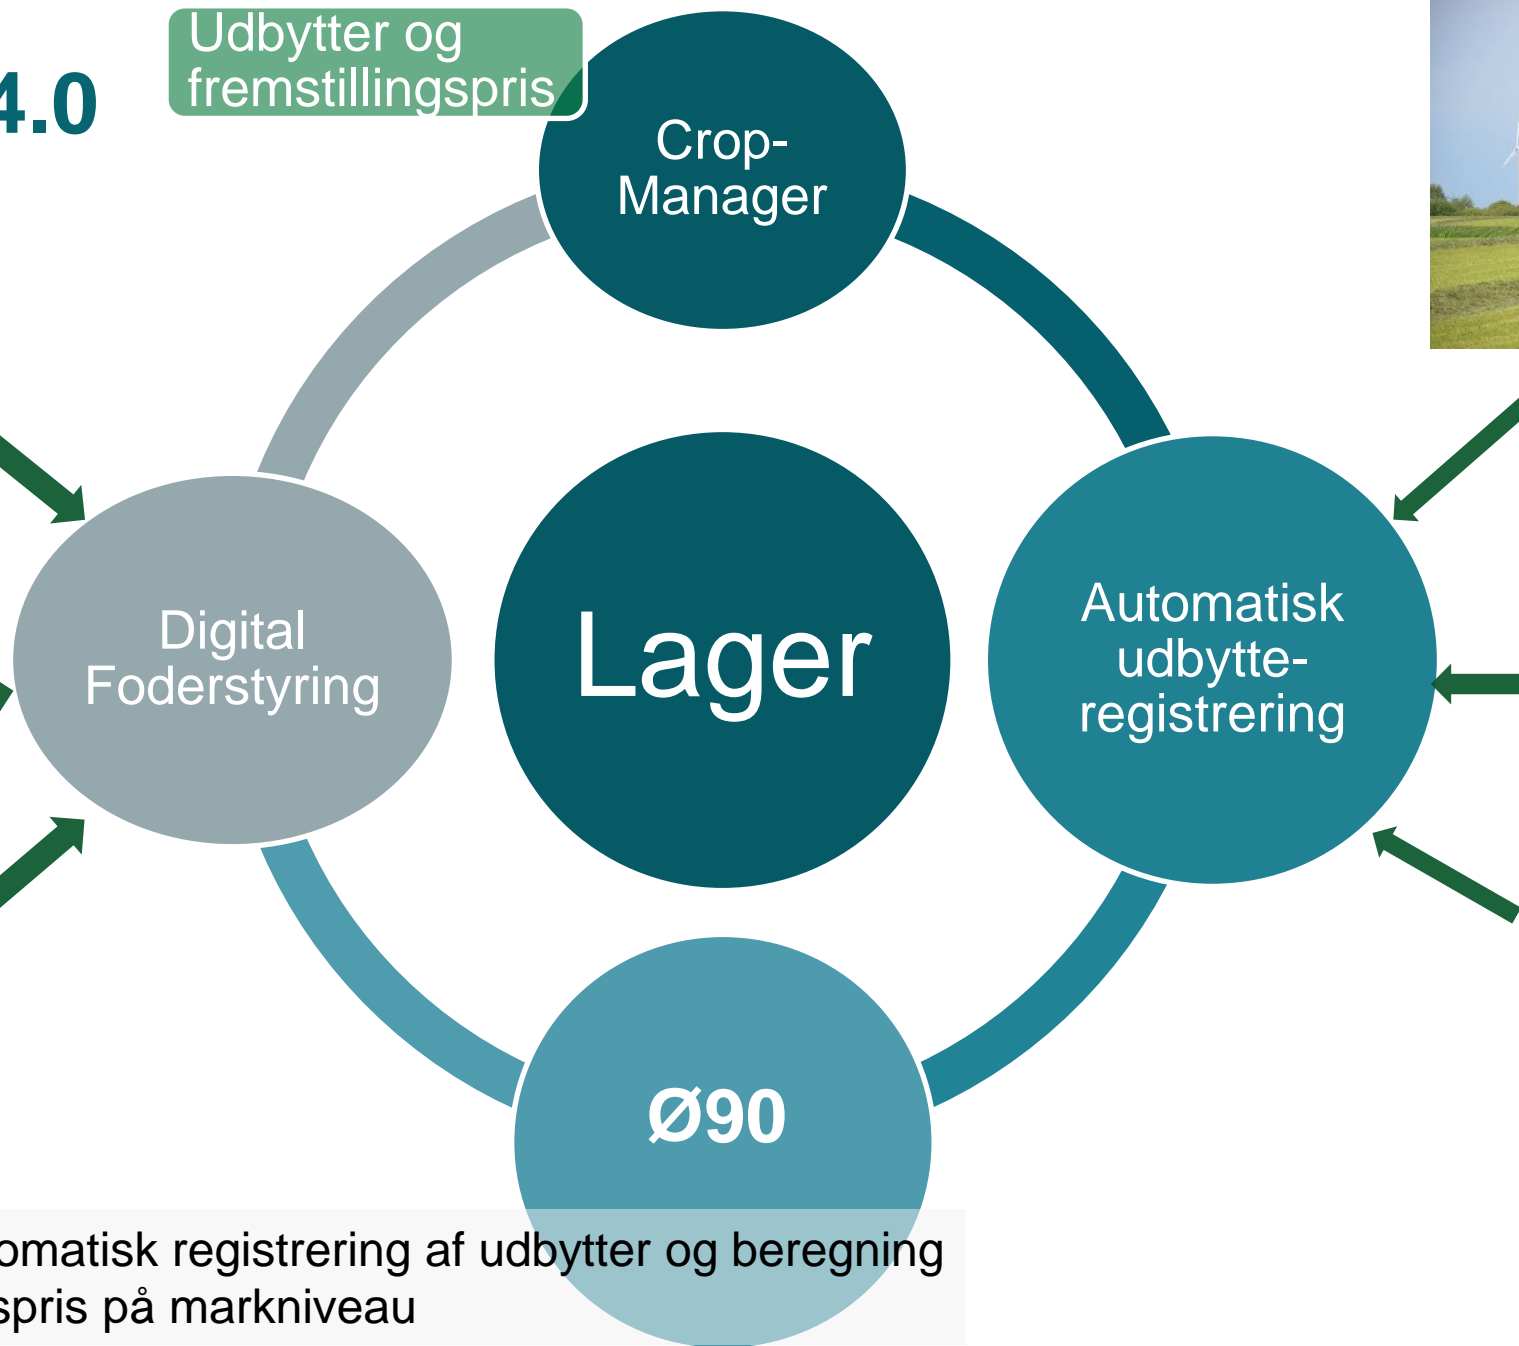 4.0
Udbytter og
fremstillingspris
Crop-
Manager
Digital
Foderstyring
Lager
Automatisk
udbytte-
registrering
Ø90
omatisk registrering af udbytter og beregning
spris på markniveau